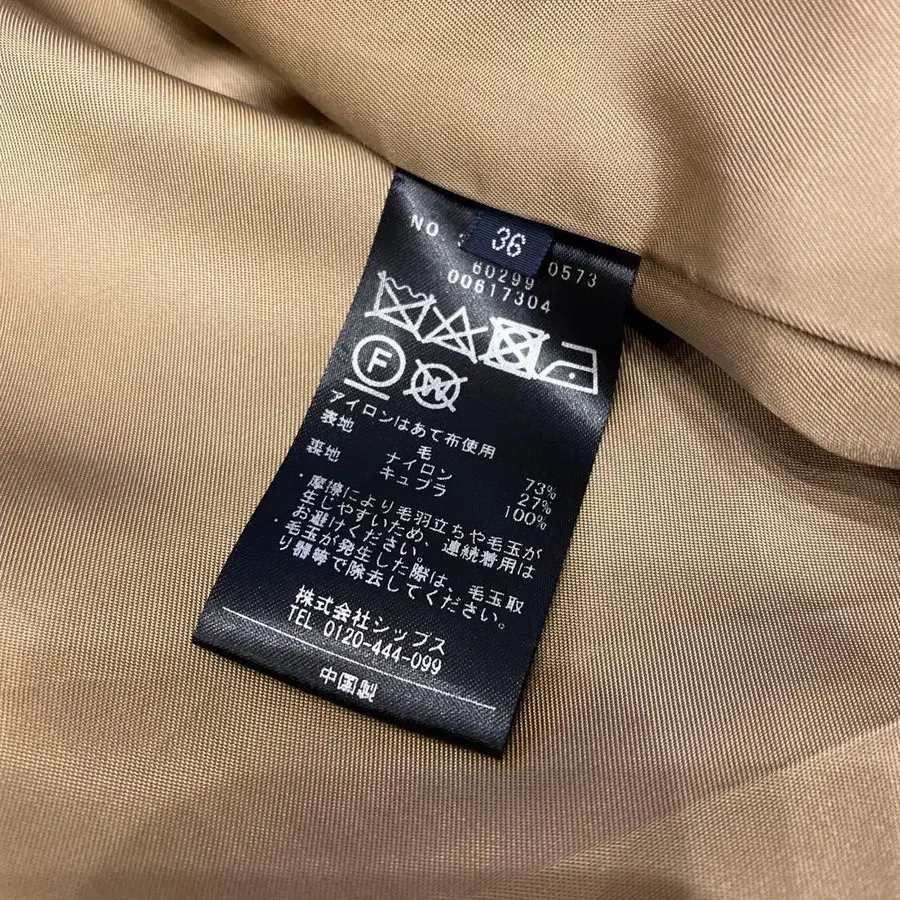 NO
36
60299 0573
00617304
F
W
アイロンはあて布使用
表地 毛 73%
ナイロン 27%
裏地 キュプラ 100%
・摩擦により毛羽立ちや毛玉が
生じやすいため、連続着用は
お避けください。
・毛玉が発生した際は、毛玉取
り器等で除去してください。
株式会社シップス
TEL 0120-444-099
中国製